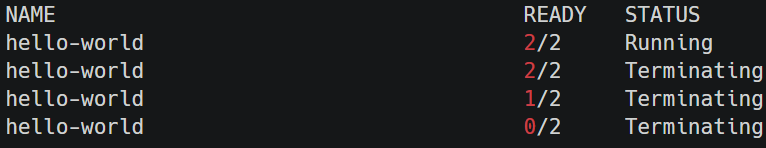 NAME READY STATUS
hello-world 2/2 Running
hello-world 2/2 Terminating
hello-world 1/2 Terminating
hello-world 0/2 Terminating